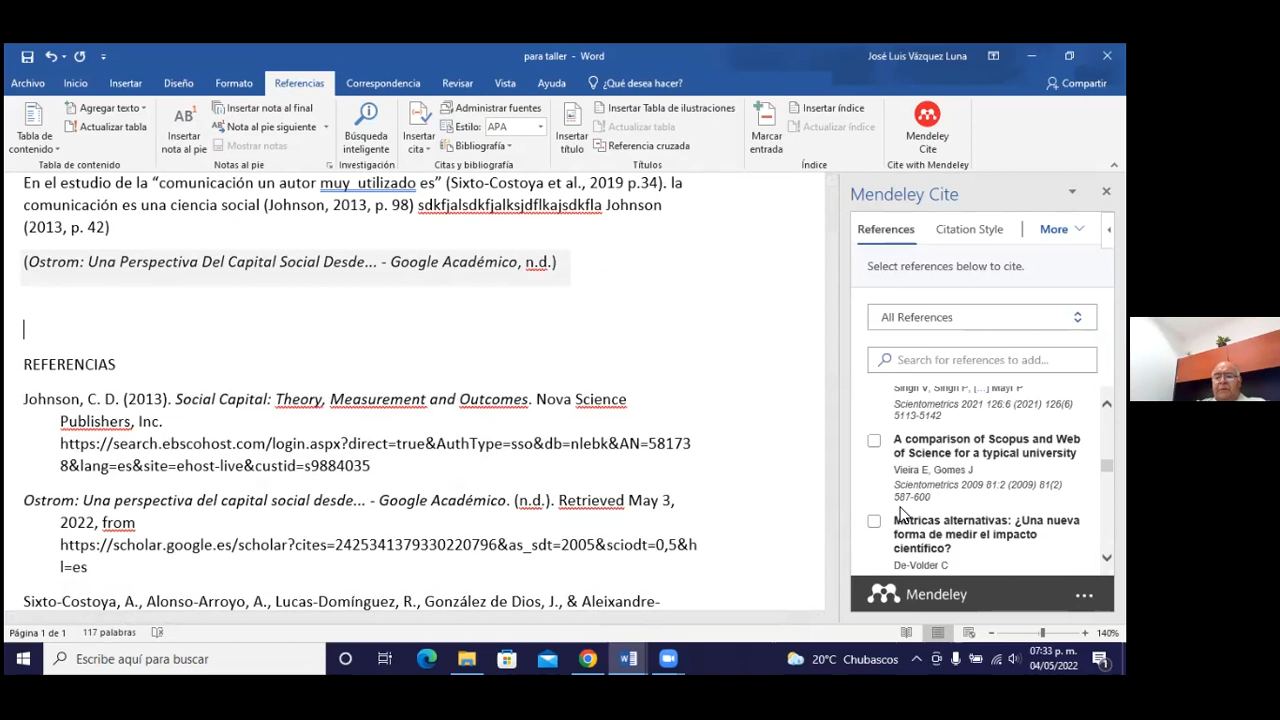 para taller - Word
José Luis Vázquez Luna
Archivo Inicio Insertar Diseño Formato Referencias Correspondencia Revisar Vista Ayuda ¿Qué desea hacer? Compartir
Tabla de contenido
Agregar texto
Actualizar tabla
Tabla de contenido
AB¹
Insertar nota al pie
Insertar nota al final
Nota al pie siguiente
Mostrar notas
Notas al pie
Búsqueda inteligente
Investigación
Insertar cita
Administrar fuentes
Estilo: APA
Bibliografía
Citas y bibliografía
Insertar título
Insertar Tabla de ilustraciones
Actualizar tabla
Referencia cruzada
Títulos
Marcar entrada
Insertar índice
Actualizar índice
Índice
Mendeley Cite
Cite with Mendeley
En el estudio de la “comunicación un autor muy utilizado es” (Sixto-Costoya et al., 2019 p.34). la
comunicación es una ciencia social (Johnson, 2013, p. 98) sdkfjalsdkfjalksjdflkajsdkfla Johnson
(2013, p. 42)
(Ostrom: Una Perspectiva Del Capital Social Desde... - Google Académico, n.d.)
REFERENCIAS
Johnson, C. D. (2013). Social Capital: Theory, Measurement and Outcomes. Nova Science
Publishers, Inc.
https://search.ebscohost.com/login.aspx?direct=true&AuthType=sso&db=nlebk&AN=58173
8&lang=es&site=ehost-live&custid=s9884035
Ostrom: Una perspectiva del capital social desde... - Google Académico. (n.d.). Retrieved May 3,
2022, from
https://scholar.google.es/scholar?cites=2425341379330220796&as_sdt=2005&sciodt=0,5&h
l=es
Sixto-Costoya, A., Alonso-Arroyo, A., Lucas-Domínguez, R., González de Dios, J., & Aleixandre-
Mendeley Cite
References Citation Style More
Select references below to cite.
All References
Search for references to add...
Singh V, Singh P, [...] Mayr P
Scientometrics 2021 126:6 (2021) 126(6)
5113-5142
A comparison of Scopus and Web
of Science for a typical university
Vieira E, Gomes J
Scientometrics 2009 81:2 (2009) 81(2)
587-600
Métricas alternativas: ¿Una nueva
forma de medir el impacto
científico?
De-Volder C
Mendeley
Página 1 de 1 117 palabras 140%
Escribe aquí para buscar
20°C Chubascos
07:33 p. m.
04/05/2022
1